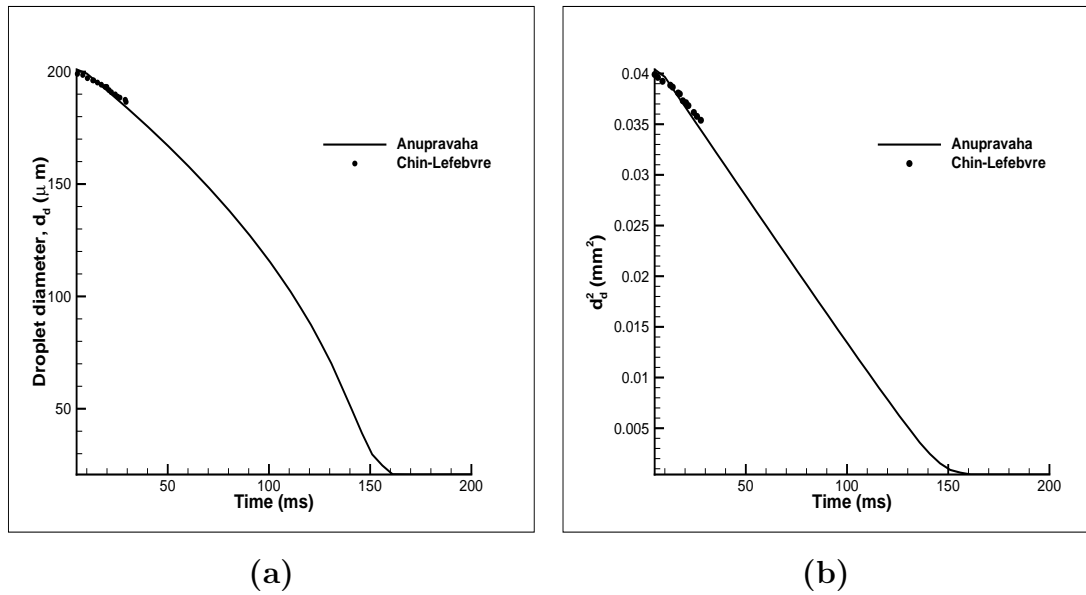 200
150
100
50
Droplet diameter, d_d (μ m)
Anupravaha
Chin-Lefebvre
50 100 150 200
Time (ms)
(a)
0.04
0.035
0.03
0.025
0.02
0.015
0.01
0.005
d_d^2 (mm^2)
Anupravaha
Chin-Lefebvre
50 100 150 200
Time (ms)
(b)